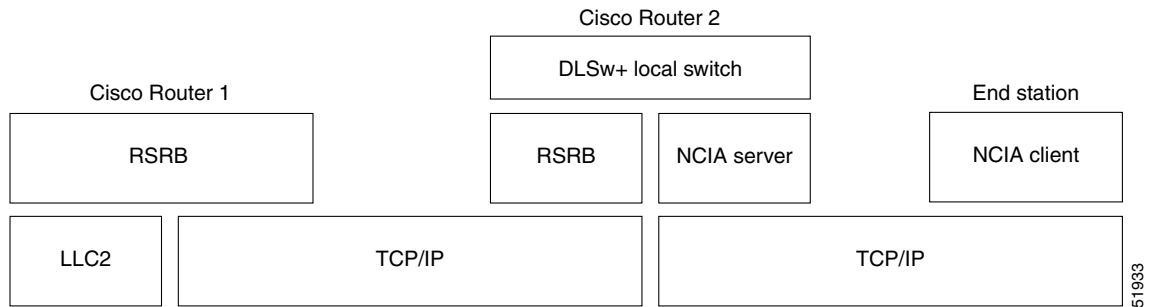 Cisco Router 2
DLSw+ local switch
Cisco Router 1
End station
RSRB
RSRB
NCIA server
NCIA client
LLC2
TCP/IP
TCP/IP
51933